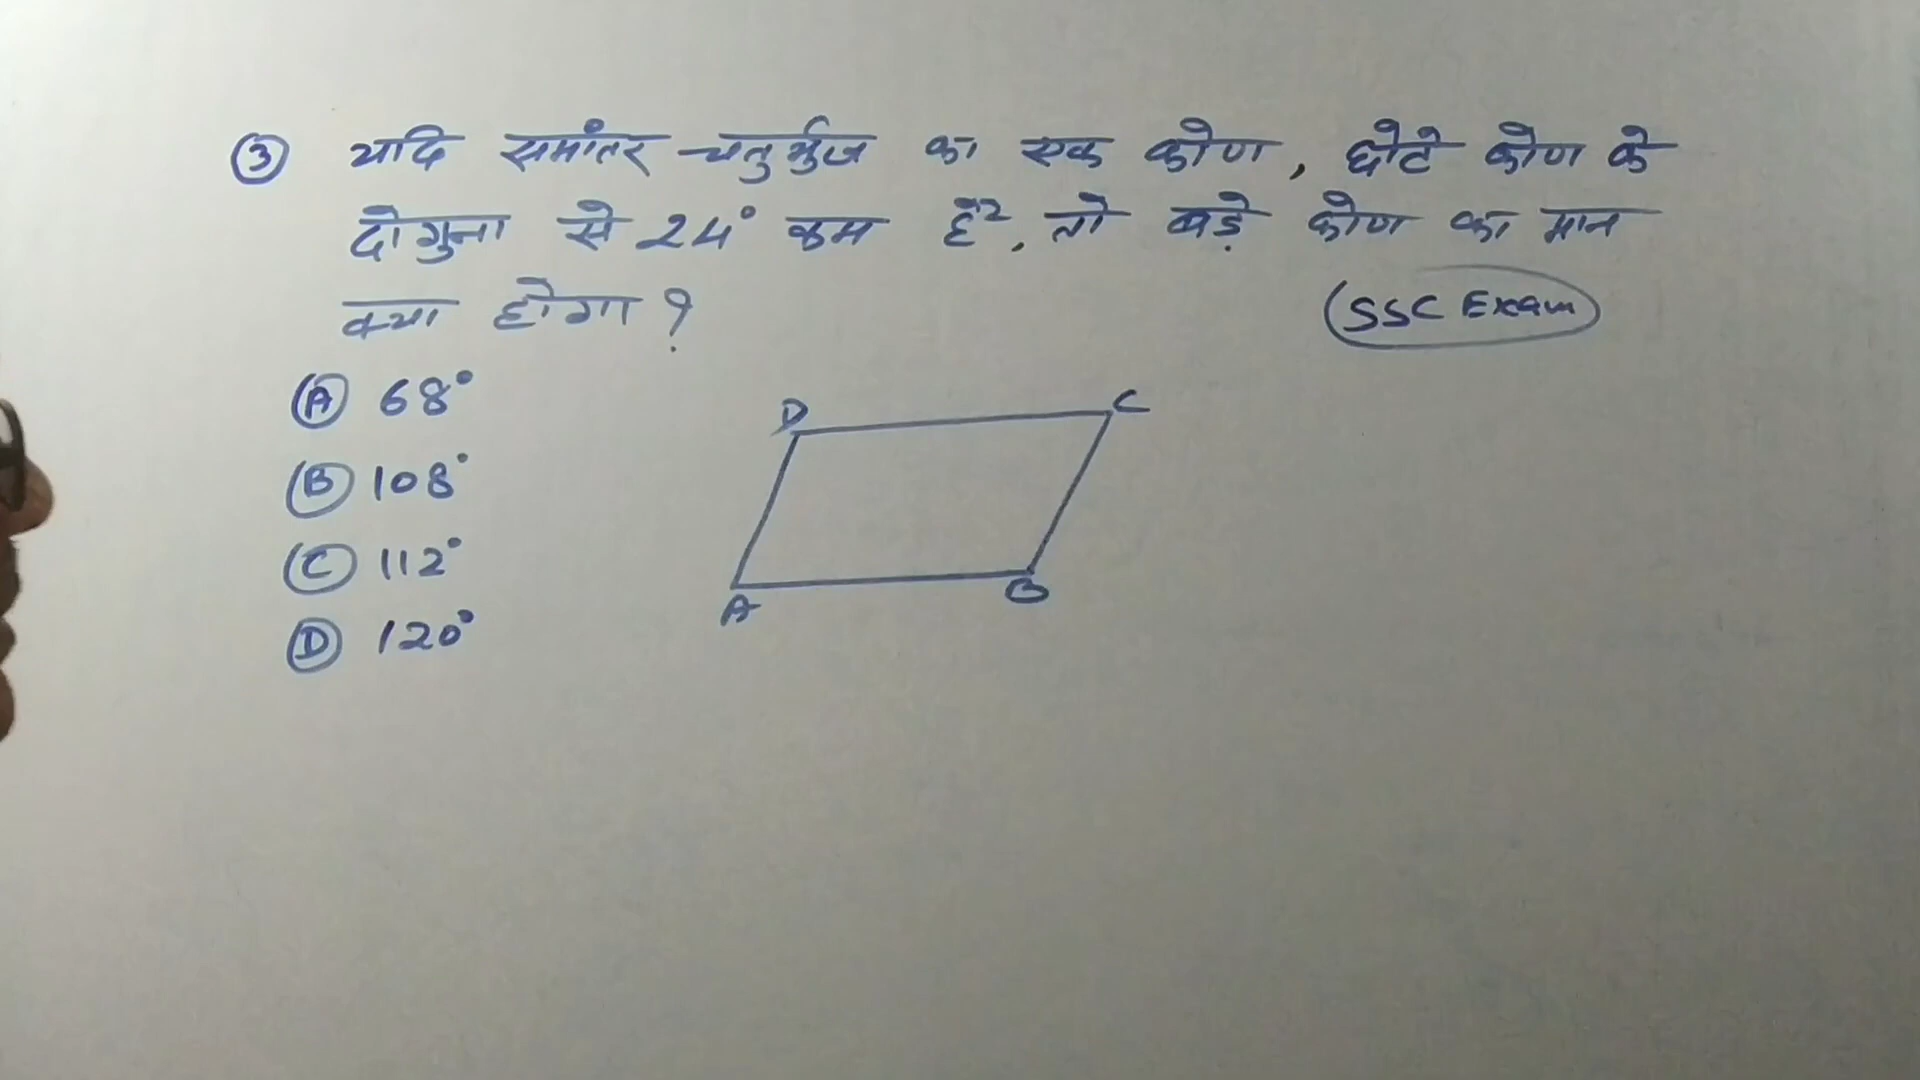 ③ यदि समांतर चतुर्भुज का एक कोण, छोटे कोण के
दोगुना से 24° कम है, तो बड़े कोण का मान
क्या होगा ?
SSC Exam
Ⓐ 68°
Ⓑ 108°
Ⓒ 112°
Ⓓ 120°
D C
A B